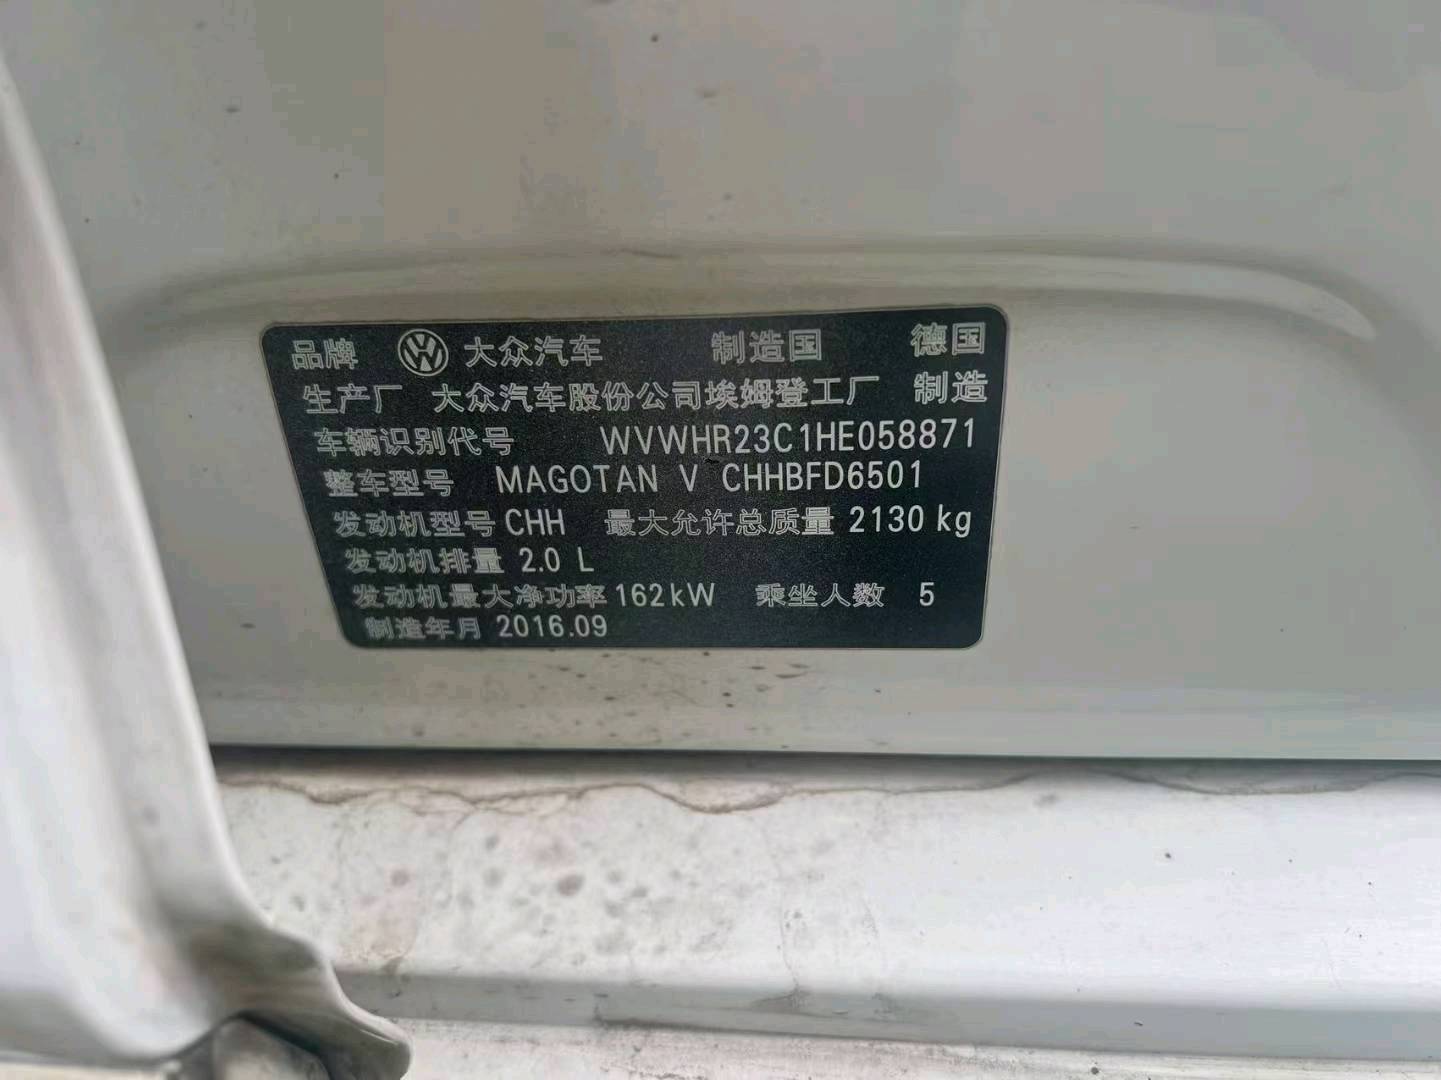 品牌 大众汽车 制造国 德国
生产厂 大众汽车股份公司埃姆登工厂 制造
车辆识别代号 WVWHR23C1HE058871
整车型号 MAGOTAN V CHHBFD6501
发动机型号 CHH 最大允许总质量 2130 kg
发动机排量 2.0 L
发动机最大净功率 162kW 乘坐人数 5
制造年月 2016.09